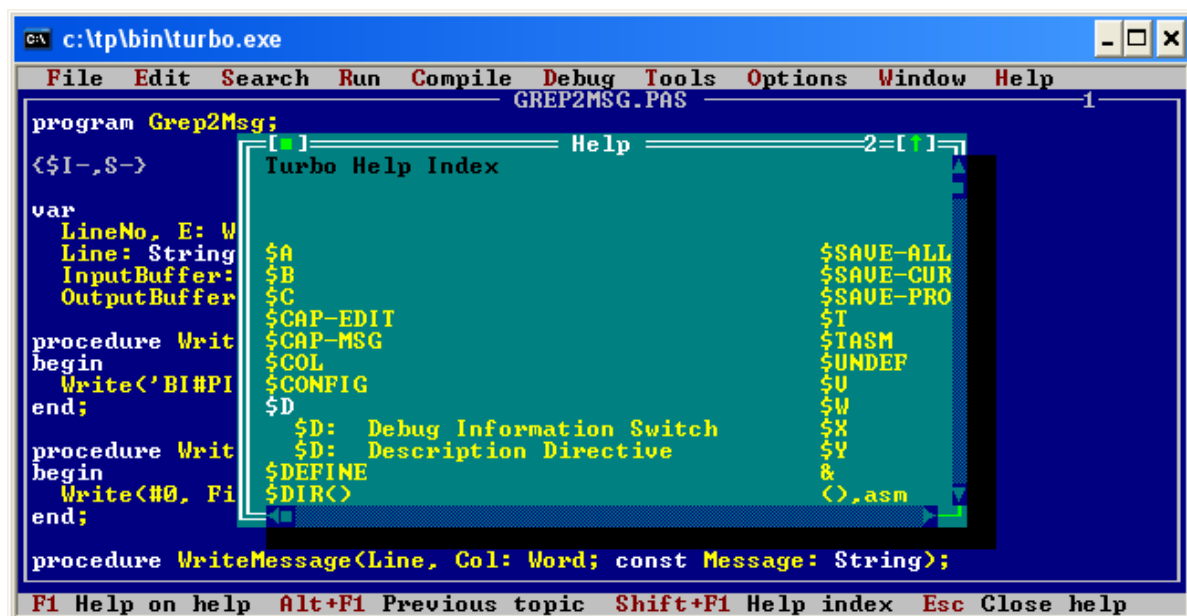 c:\tp\bin\turbo.exe
File Edit Search Run Compile Debug Tools Options Window Help
GREP2MSG.PAS 1
program Grep2Msg;
[■] Help 2=[↑]
{$I-,S-}
Turbo Help Index
var
LineNo, E: W
Line: String
$A $SAVE-ALL
InputBuffer:
$B $SAVE-CUR
OutputBuffer
$C $SAVE-PRO
$CAP-EDIT $T
procedure Writ
$CAP-MSG $TASM
begin
$COL $UNDEF
Write('BI#PI
$CONFIG $V
end;
$D $W
$D: Debug Information Switch $X
procedure Writ
$D: Description Directive $Y
begin
$DEFINE &
Write(#0, Fi
$DIR() (),asm
end;
procedure WriteMessage(Line, Col: Word; const Message: String);
F1 Help on help Alt+F1 Previous topic Shift+F1 Help index Esc Close help